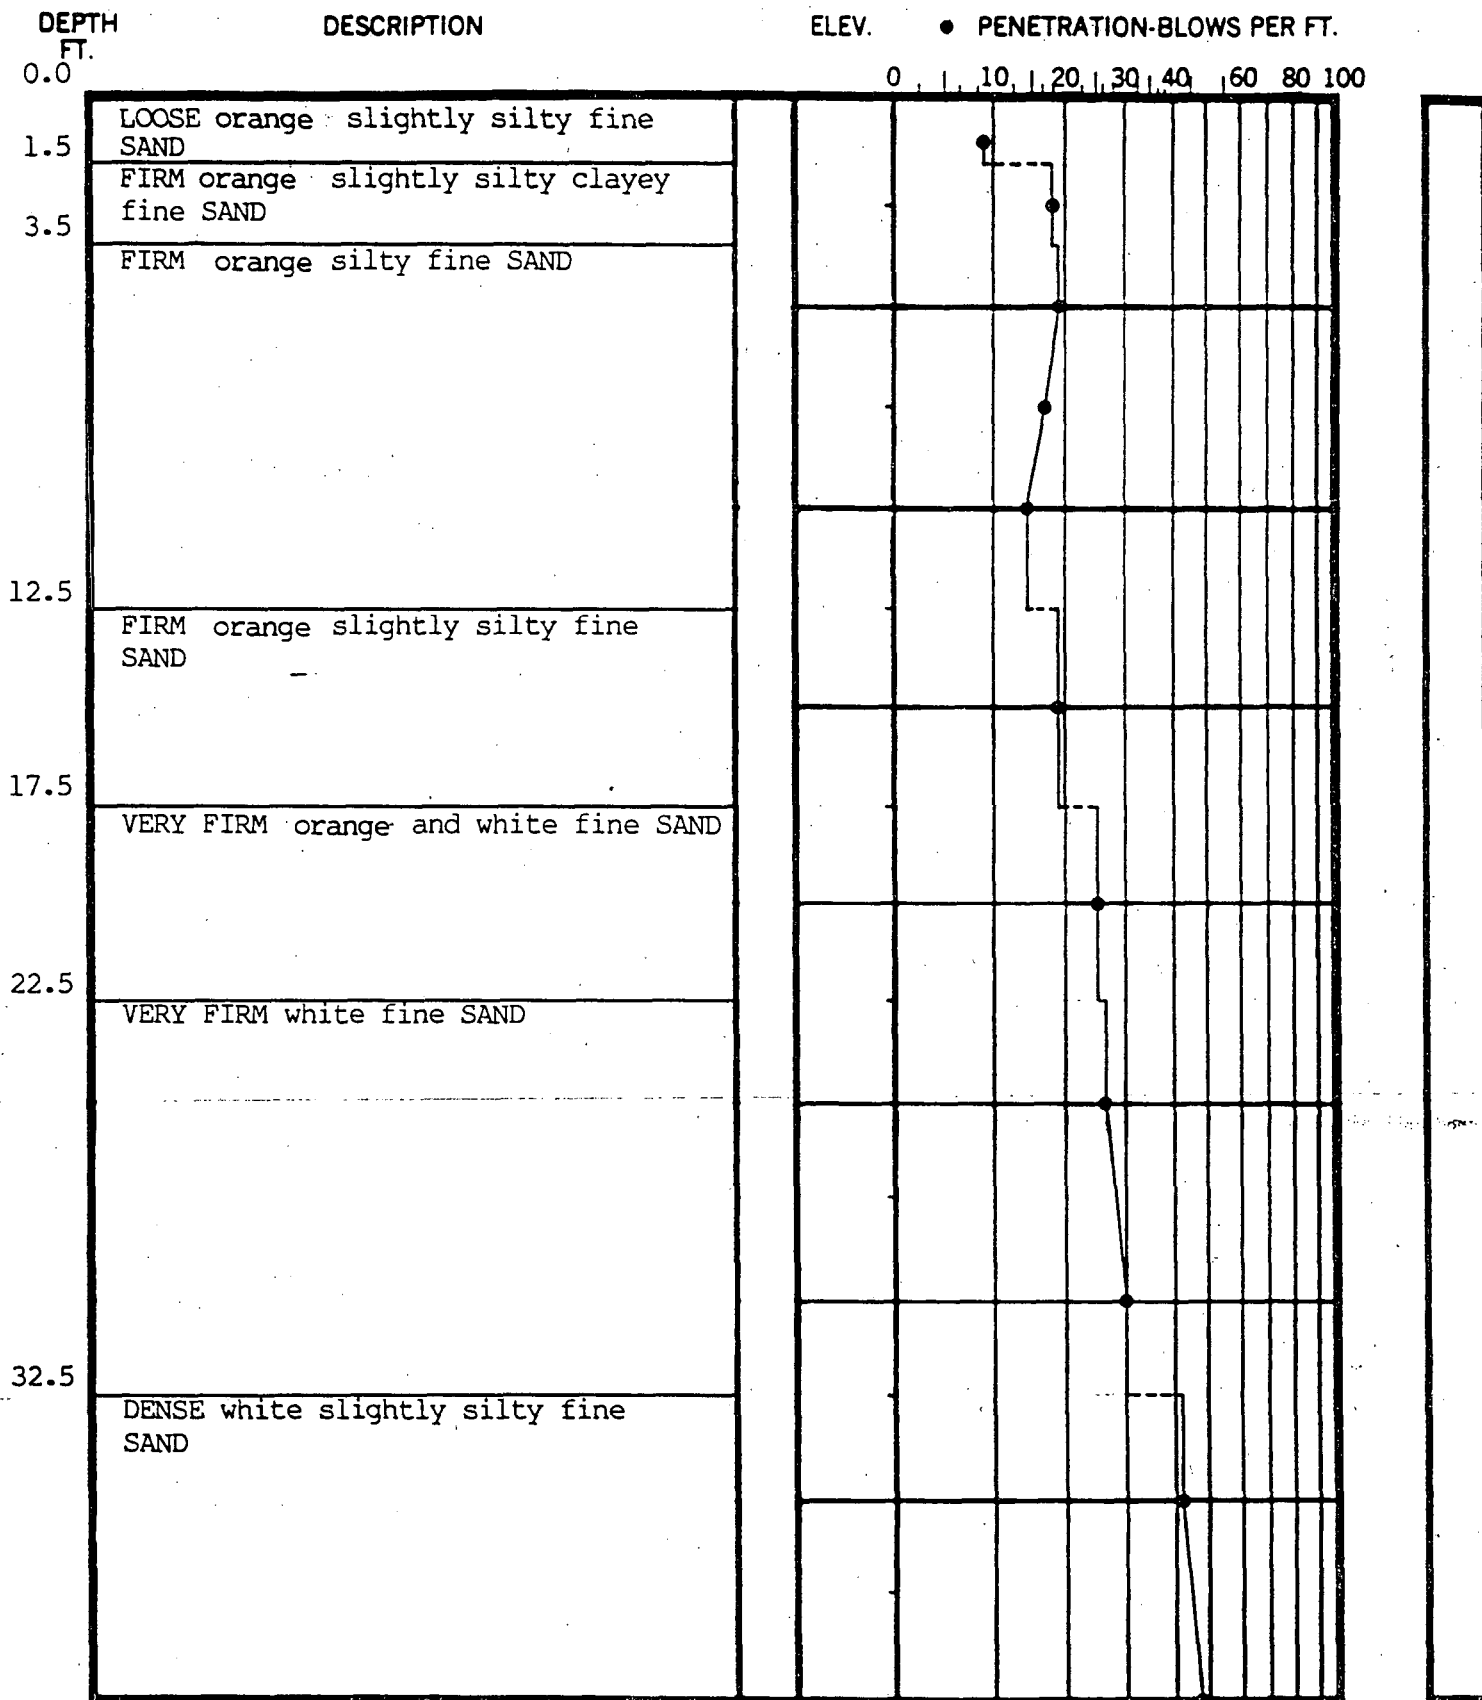 DEPTH FT. DESCRIPTION ELEV. ● PENETRATION-BLOWS PER FT.
0.0 0 10 20 30 40 60 80 100
LOOSE orange slightly silty fine
1.5 SAND
FIRM orange slightly silty clayey
fine SAND
3.5
FIRM orange silty fine SAND
12.5
FIRM orange slightly silty fine
SAND
17.5
VERY FIRM orange and white fine SAND
22.5
VERY FIRM white fine SAND
32.5
DENSE white slightly silty fine
SAND